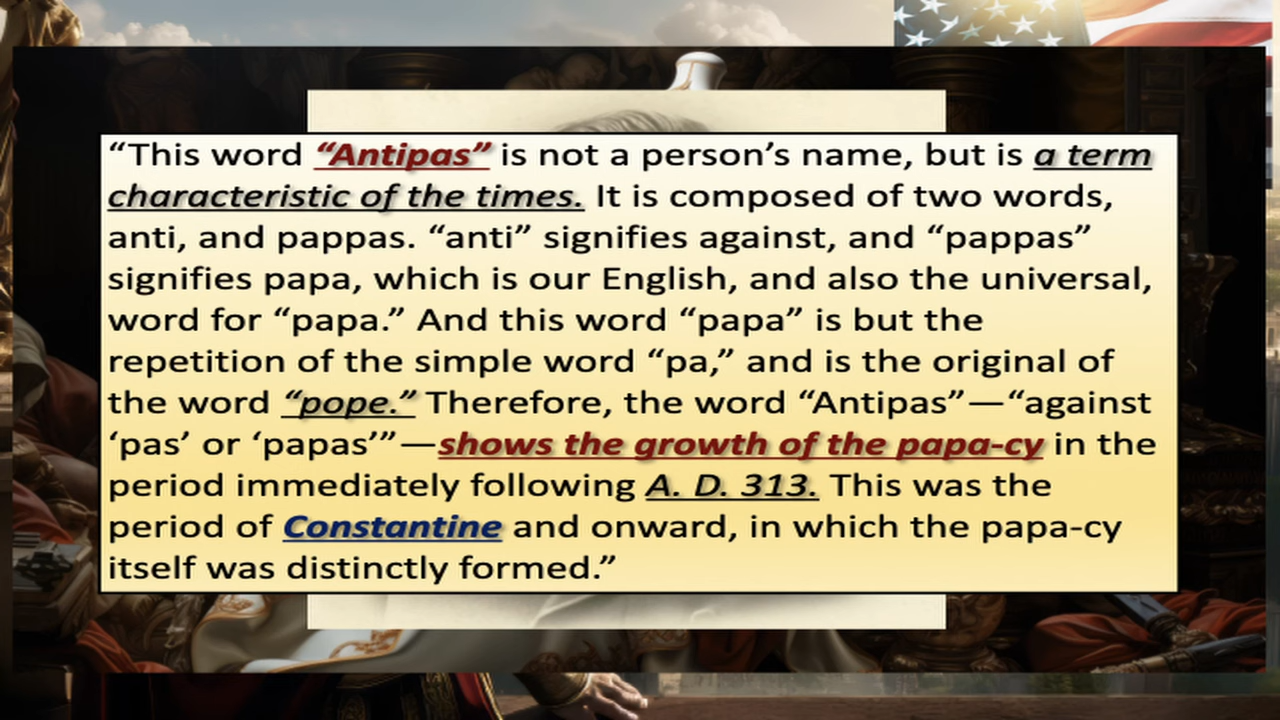 “This word “Antipas” is not a person’s name, but is a term
characteristic of the times. It is composed of two words,
anti, and pappas. “anti” signifies against, and “pappas”
signifies papa, which is our English, and also the universal,
word for “papa.” And this word “papa” is but the
repetition of the simple word “pa,” and is the original of
the word “pope.” Therefore, the word “Antipas”—“against
‘pas’ or ‘papas’”—shows the growth of the papa-cy in the
period immediately following A. D. 313. This was the
period of Constantine and onward, in which the papa-cy
itself was distinctly formed.”